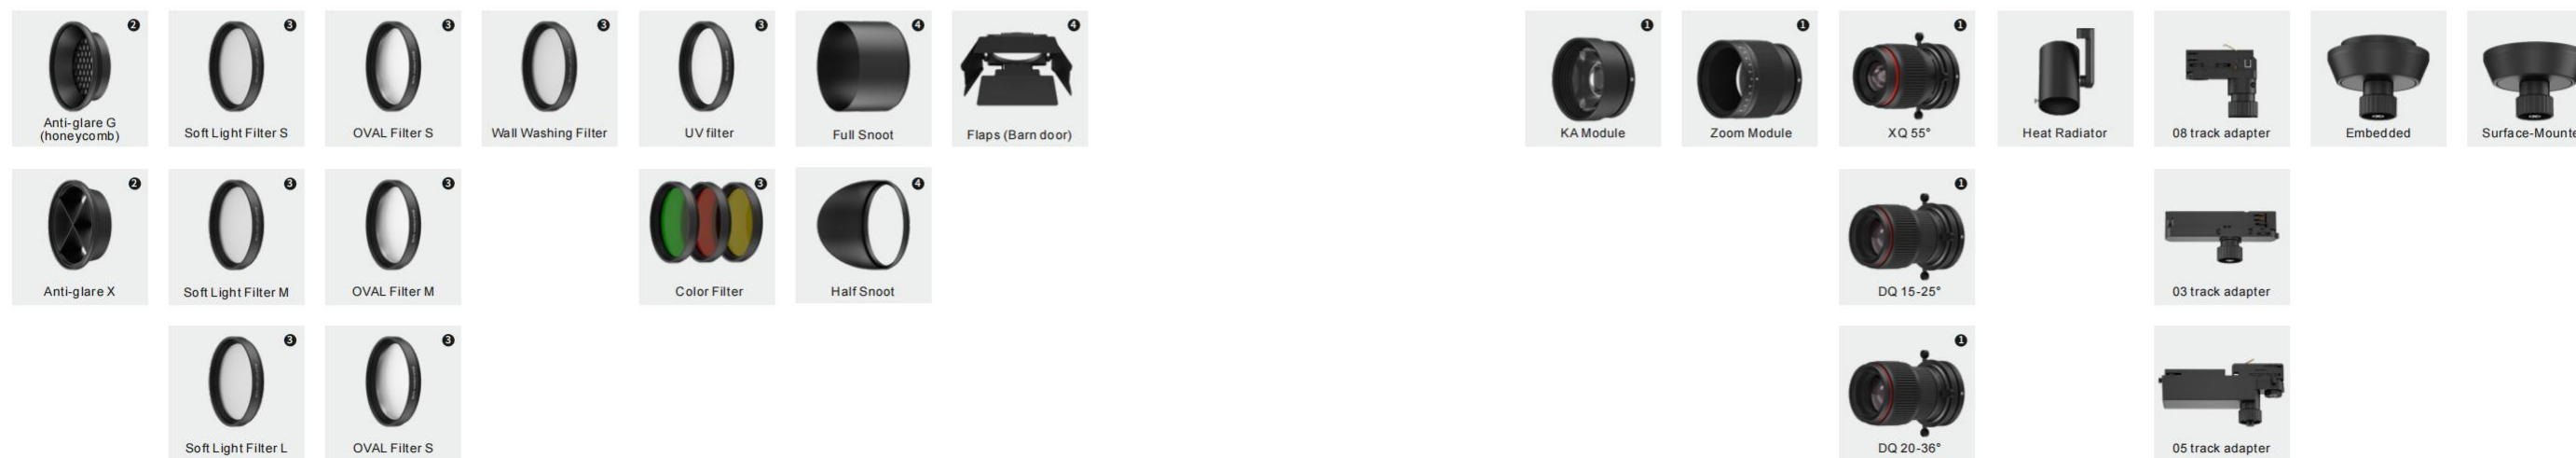 2
Anti-glare G
(honeycomb)
3
Soft Light Filter S
3
OVAL Filter S
3
Wall Washing Filter
3
UV filter
4
Full Snoot
4
Flaps (Barn door)
1
KA Module
1
Zoom Module
1
XQ 55°
Heat Radiator
08 track adapter
Embedded
Surface-Mounte
2
Anti-glare X
3
Soft Light Filter M
3
OVAL Filter M
3
Color Filter
4
Half Snoot
1
DQ 15-25°
03 track adapter
3
Soft Light Filter L
3
OVAL Filter S
1
DQ 20-36°
05 track adapter